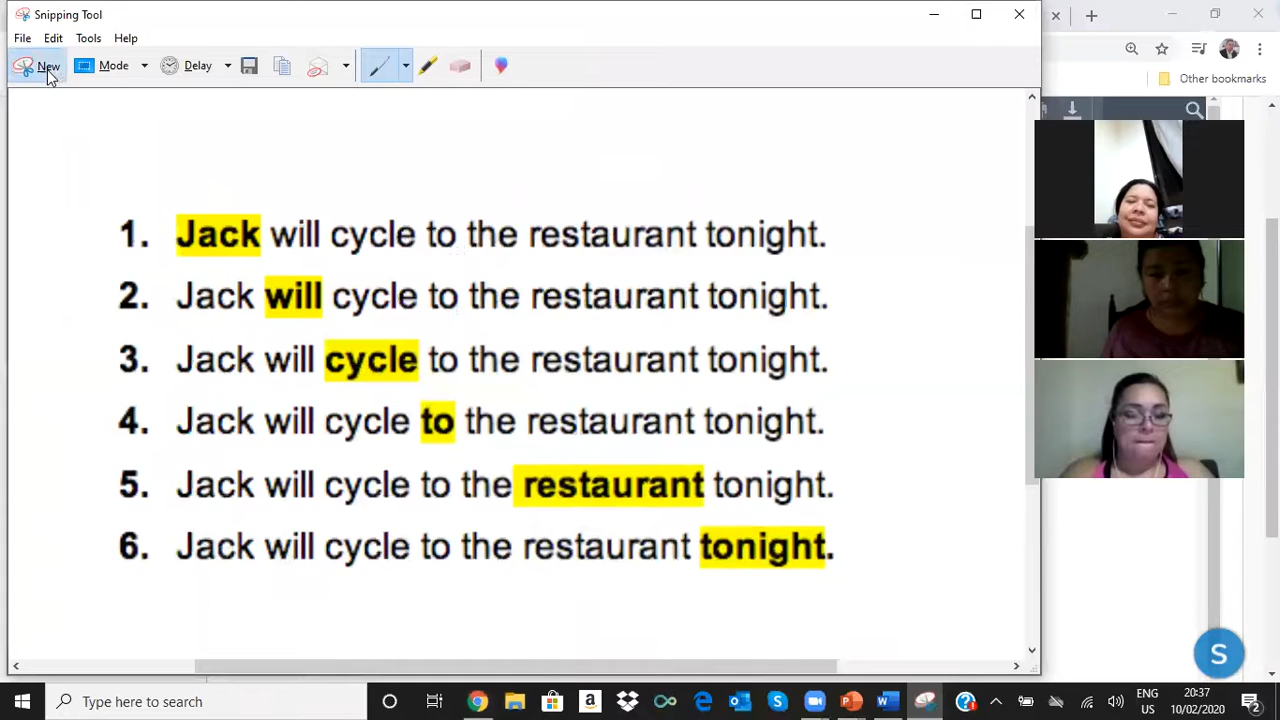 Snipping Tool
File Edit Tools Help
New Mode Delay
Other bookmarks
1. Jack will cycle to the restaurant tonight.
2. Jack will cycle to the restaurant tonight.
3. Jack will cycle to the restaurant tonight.
4. Jack will cycle to the restaurant tonight.
5. Jack will cycle to the restaurant tonight.
6. Jack will cycle to the restaurant tonight.
S
Type here to search
ENG
US
20:37
10/02/2020
2